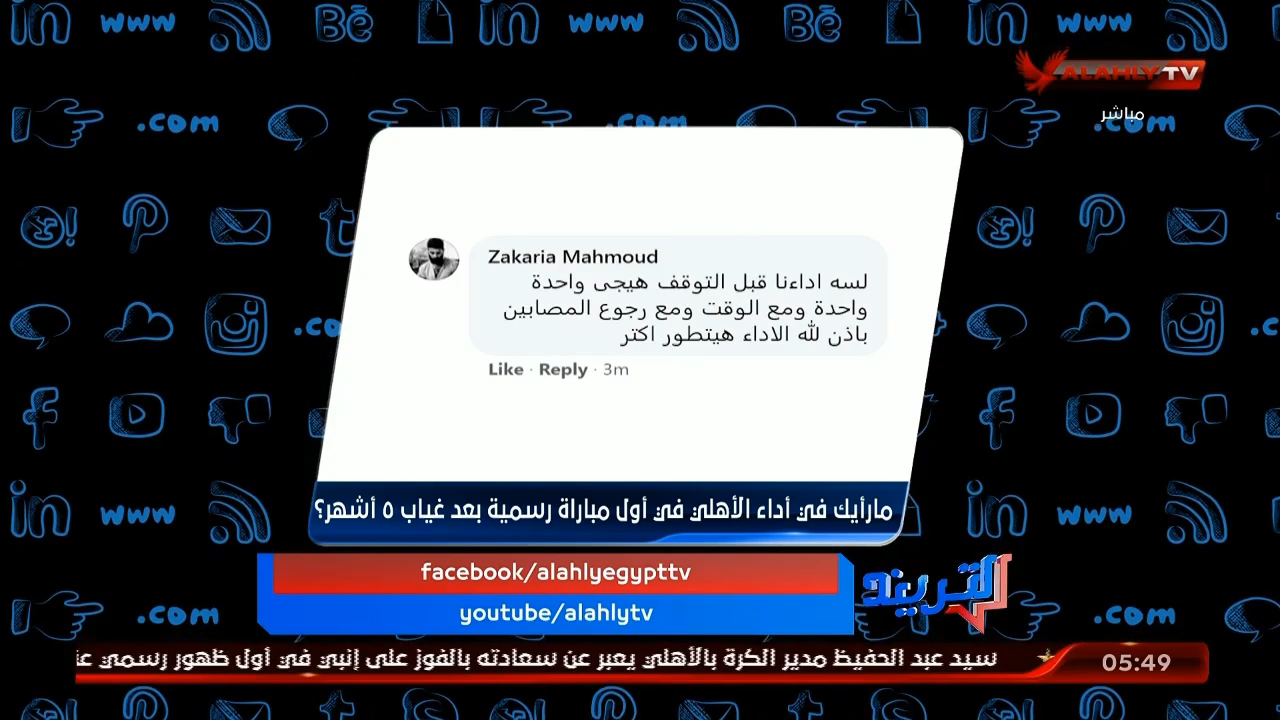 ALAHLY TV
مباشر
Zakaria Mahmoud
لسه اداءنا قبل التوقف هيجى واحدة
واحدة ومع الوقت ومع رجوع المصابين
باذن لله الاداء هيتطور اكتر
Like · Reply · 3m
مارأيك في أداء الأهلي في أول مباراة رسمية بعد غياب ٥ أشهر؟
facebook/alahlyegypttv
youtube/alahlytv
التريند
سيد عبد الحفيظ مدير الكرة بالأهلي يعبر عن سعادته بالفوز على إنبي في أول ظهور رسمي
05:49